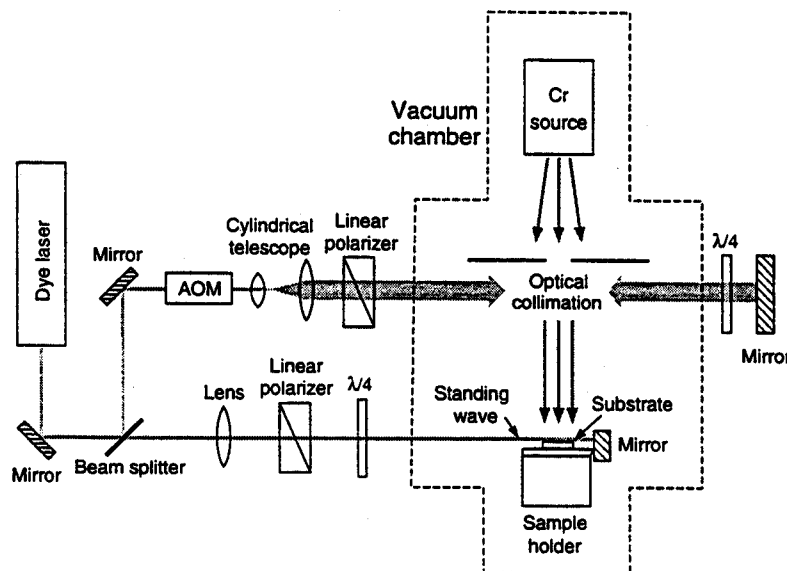 Cr
source
Vacuum
chamber
Dye laser
Mirror
AOM
Cylindrical
telescope
Linear
polarizer
Optical
collimation
λ/4
Mirror
Mirror
Beam splitter
Lens
Linear
polarizer
λ/4
Standing
wave
Substrate
Mirror
Sample
holder